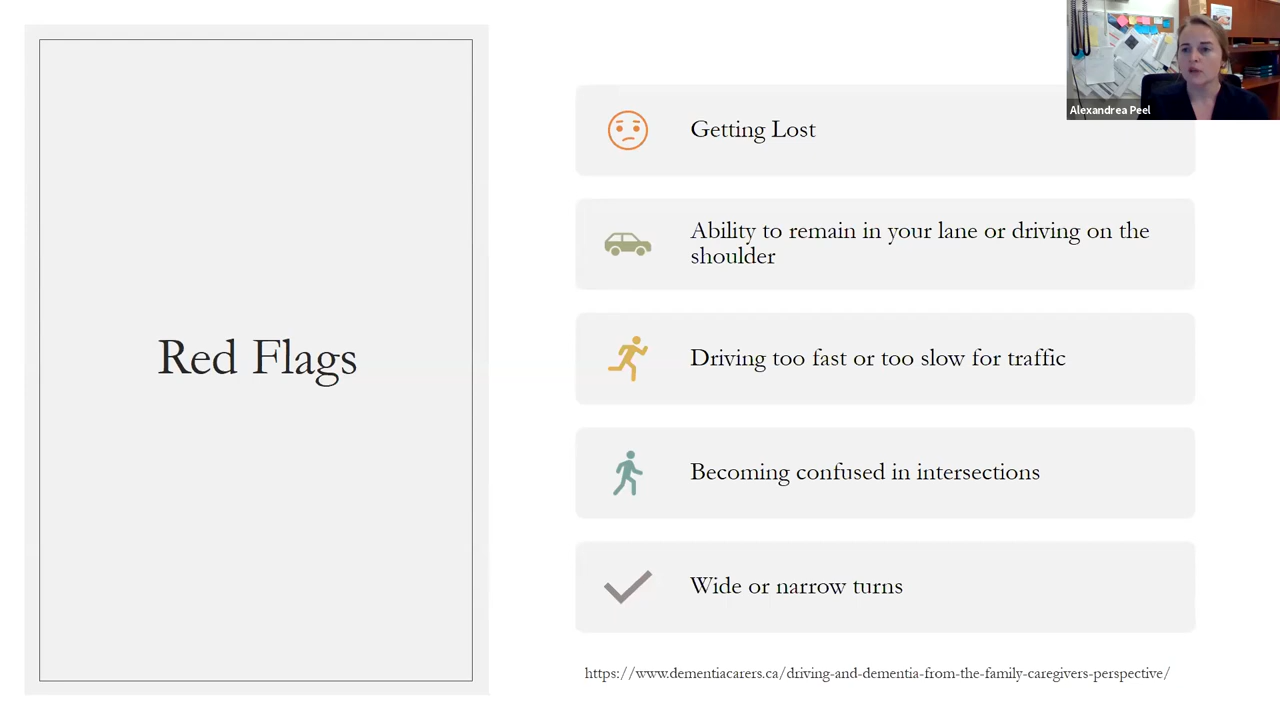 Alexandrea Peel
Red Flags
Getting Lost
Ability to remain in your lane or driving on the
shoulder
Driving too fast or too slow for traffic
Becoming confused in intersections
Wide or narrow turns
https://www.dementiacarers.ca/driving-and-dementia-from-the-family-caregivers-perspective/